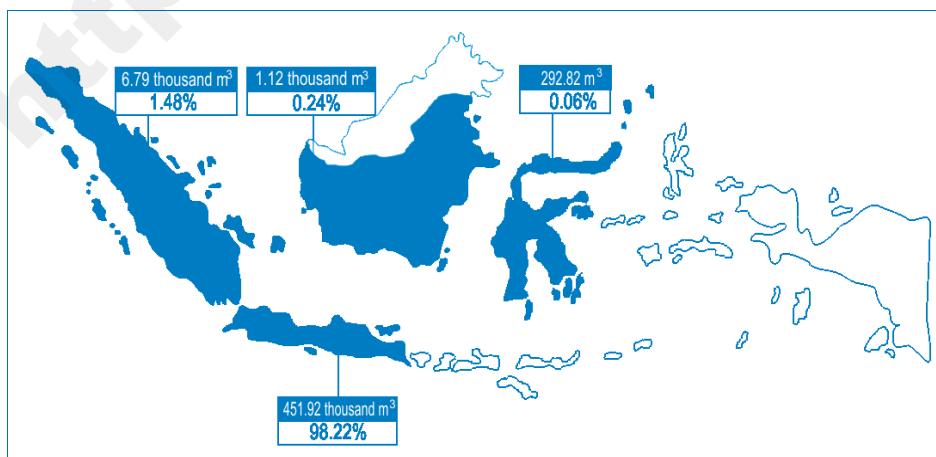 http
6.79 thousand m³
1.48%
1.12 thousand m³
0.24%
292.82 m³
0.06%
451.92 thousand m³
98.22%